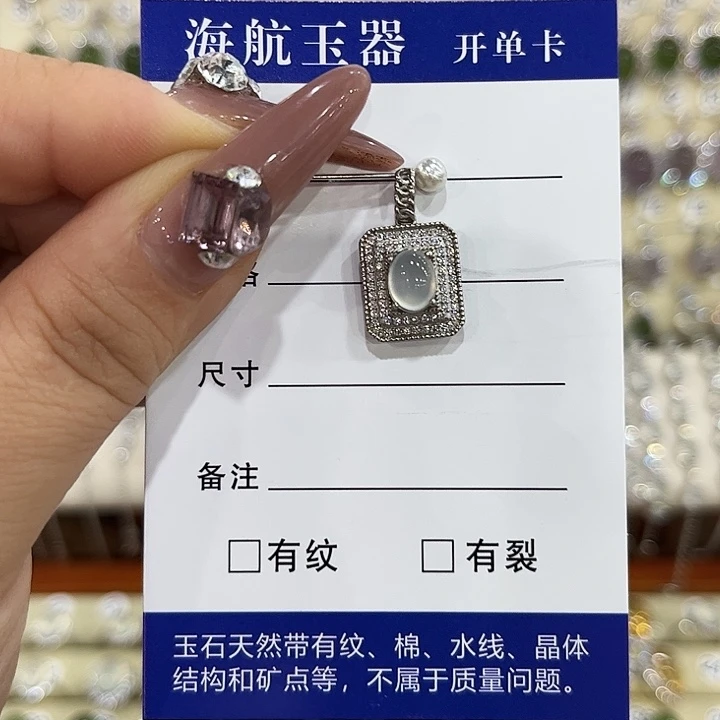 海航玉器 开单卡
格
尺寸
备注
□有纹 □有裂
玉石天然带有纹、棉、水线、晶体
结构和矿点等，不属于质量问题。